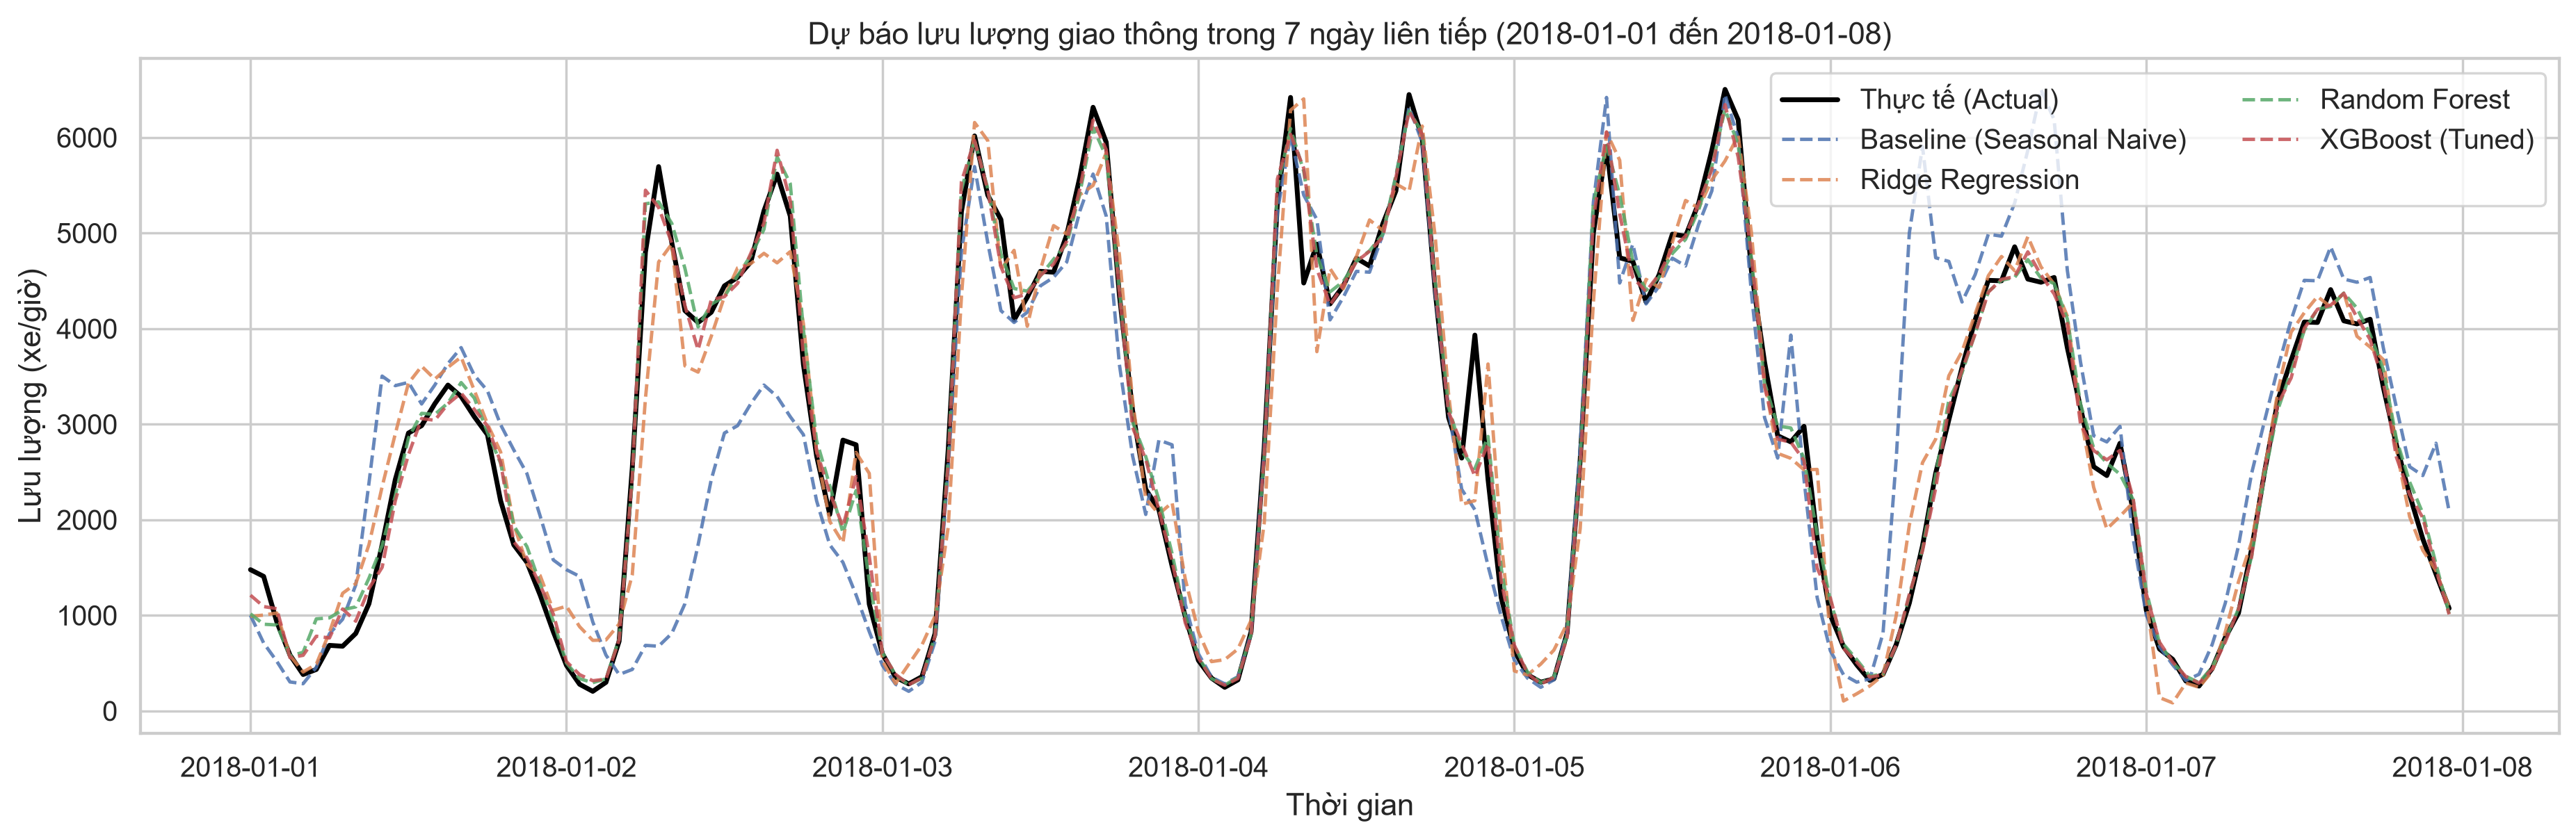 Dự báo lưu lượng giao thông trong 7 ngày liên tiếp (2018-01-01 đến 2018-01-08)
Thực tế (Actual)
Baseline (Seasonal Naive)
Ridge Regression
Random Forest
XGBoost (Tuned)
Lưu lượng (xe/giờ)
6000
5000
4000
3000
2000
1000
0
2018-01-01
2018-01-02
2018-01-03
2018-01-04
2018-01-05
2018-01-06
2018-01-07
2018-01-08
Thời gian